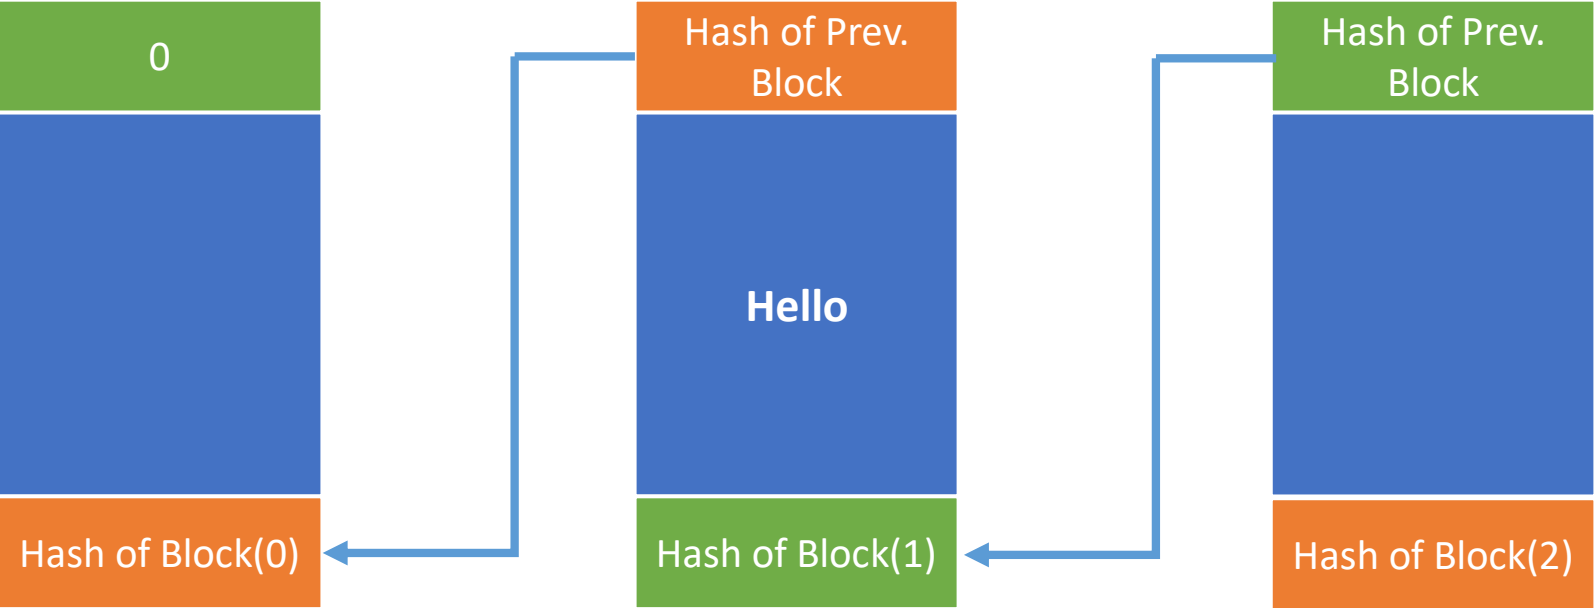 0
Hash of Block(0)
Hash of Prev.
Block
Hello
Hash of Block(1)
Hash of Prev.
Block
Hash of Block(2)